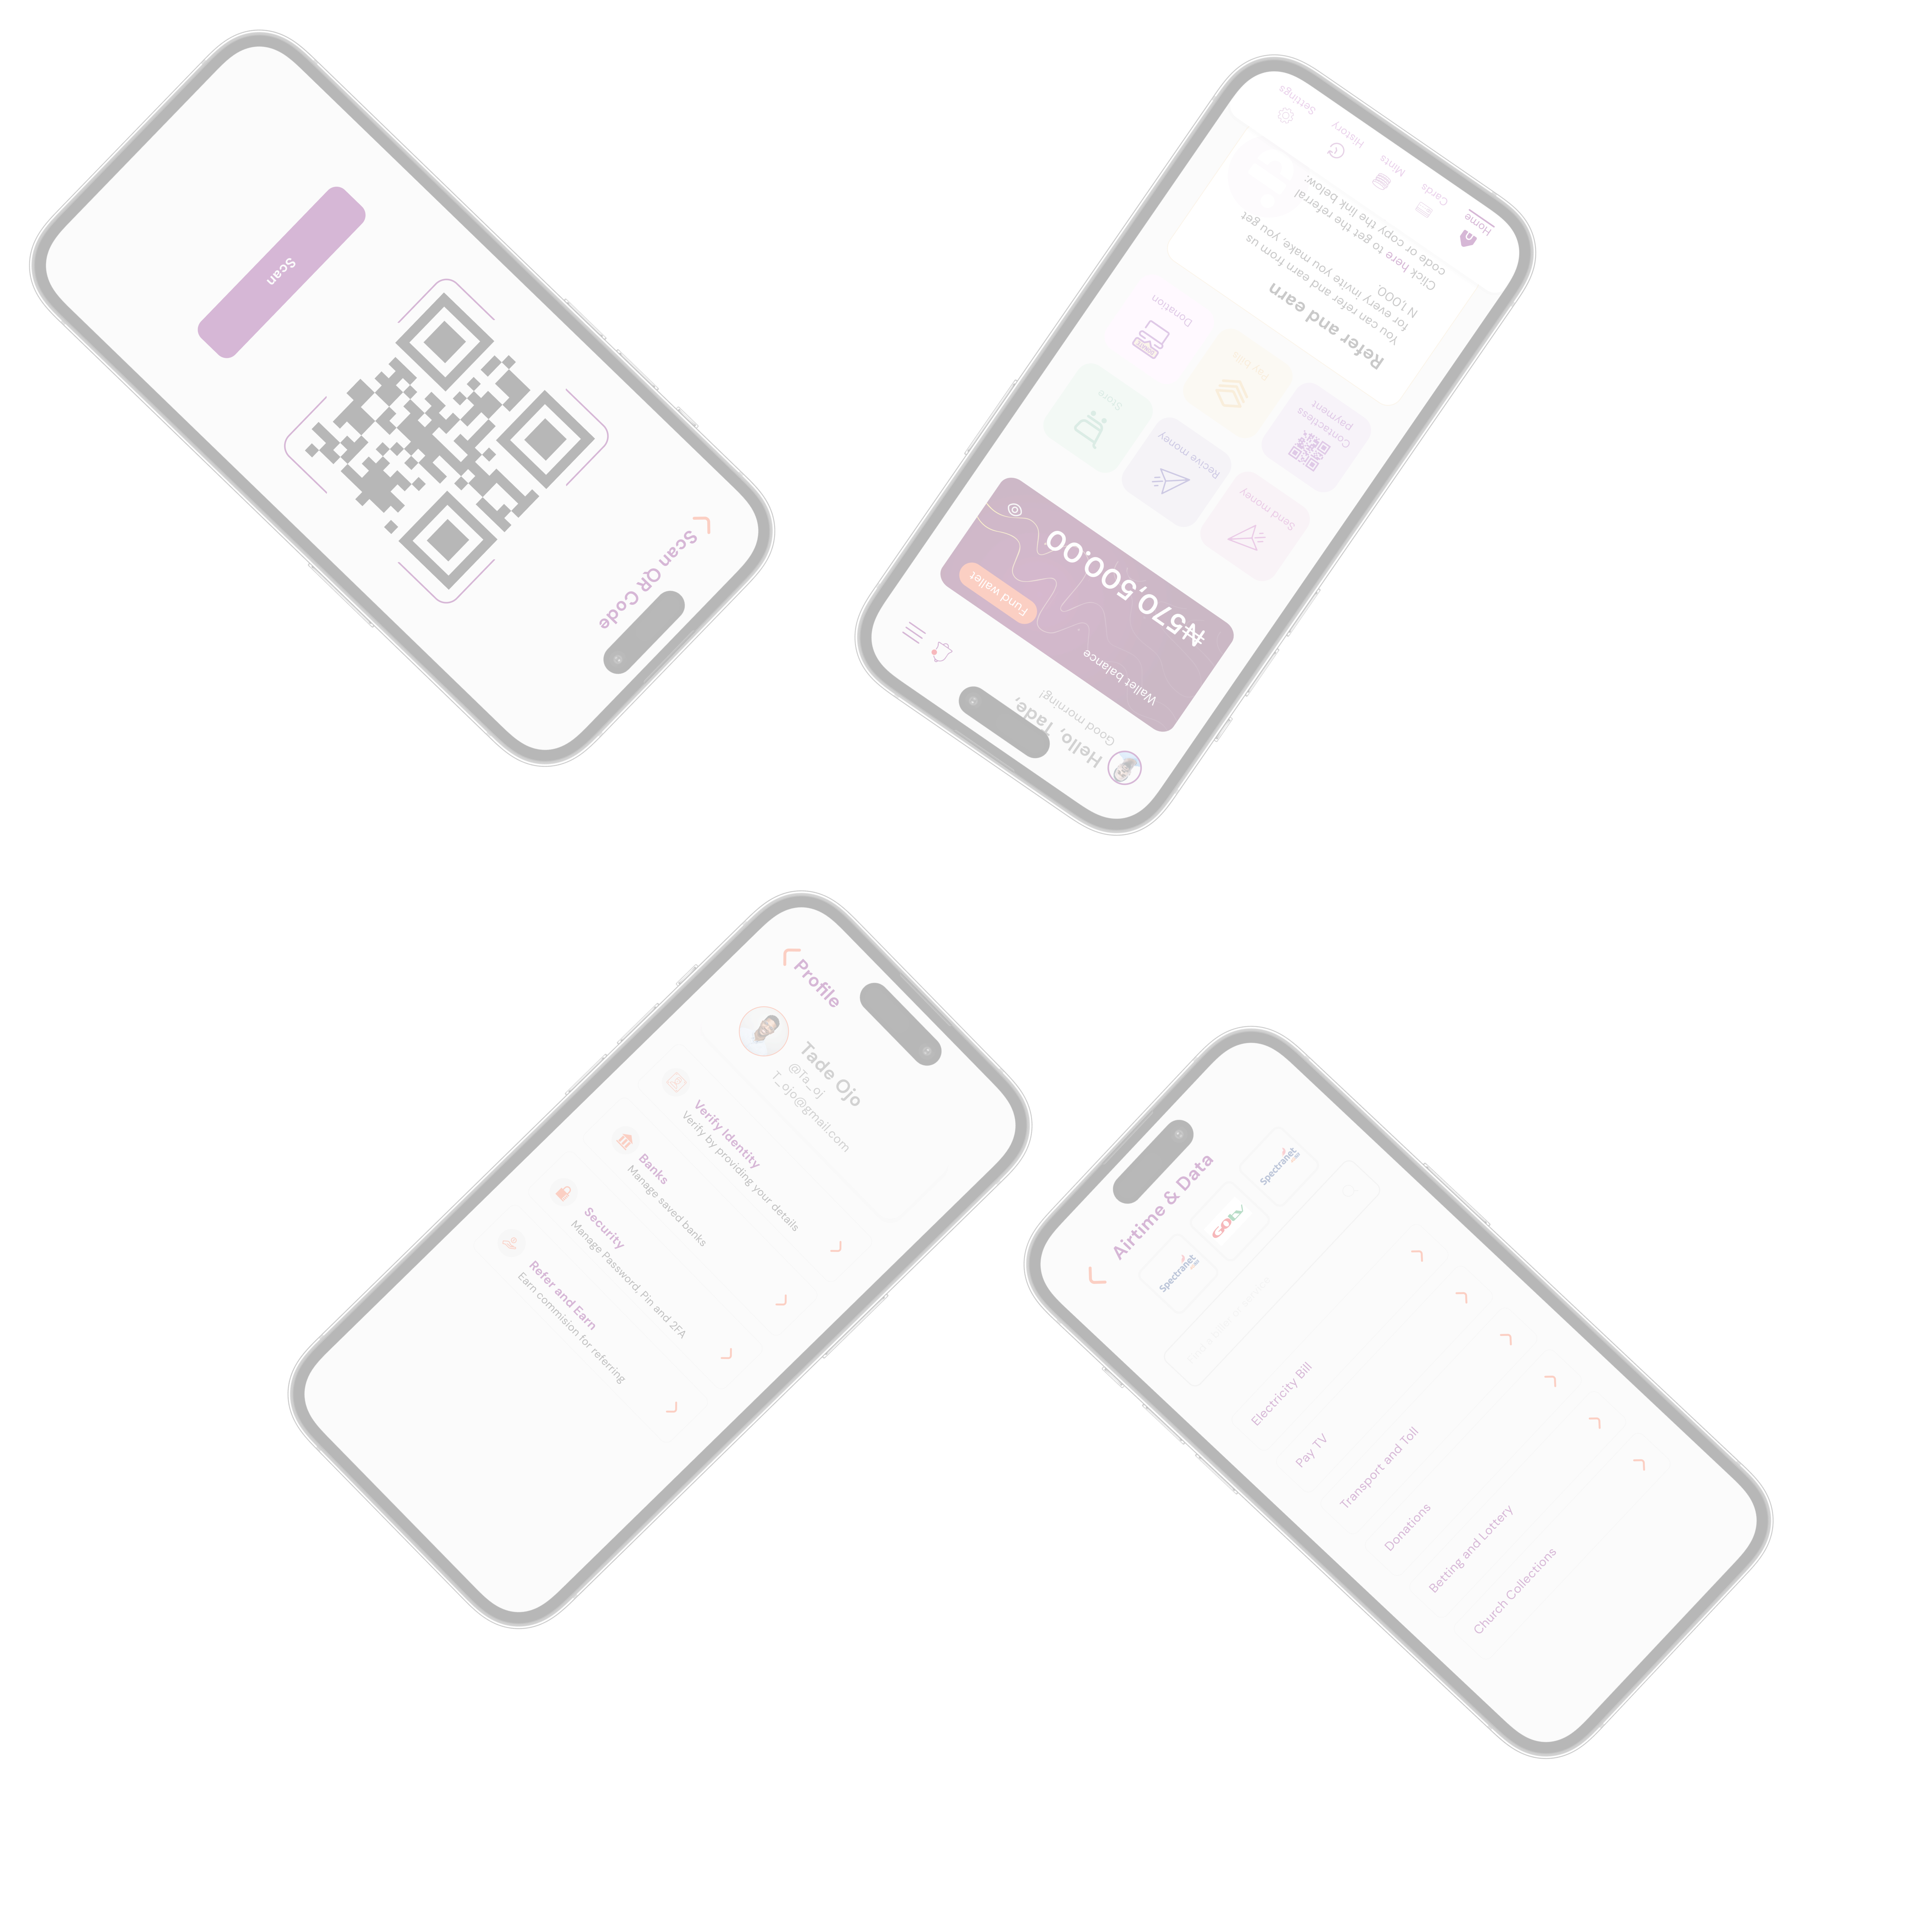 Scan QR Code
Scan
Hello, Tade,
Good morning!
Wallet balance
₦570,500.00
Fund wallet
Send money
Recive money
Store
Contactless
payment
Pay bills
Donation
Refer and earn
You can refer and earn from us
for every invite you make, you get
N1,000.
Click here to get the referral
code or copy the link below:
Home
Cards
Mints
History
Settings
Profile
Tade Ojo
@Ta_oj
T_ojo@gmail.com
Verify Identity
Verify by providing your details
Banks
Manage saved banks
Security
Manage Password, Pin and 2FA
Refer and Earn
Earn commision for referring
Airtime & Data
Spectranet
GOtv
Spectranet
Electricity Bill
Pay TV
Transport and Toll
Donations
Betting and Lottery
Church Collections